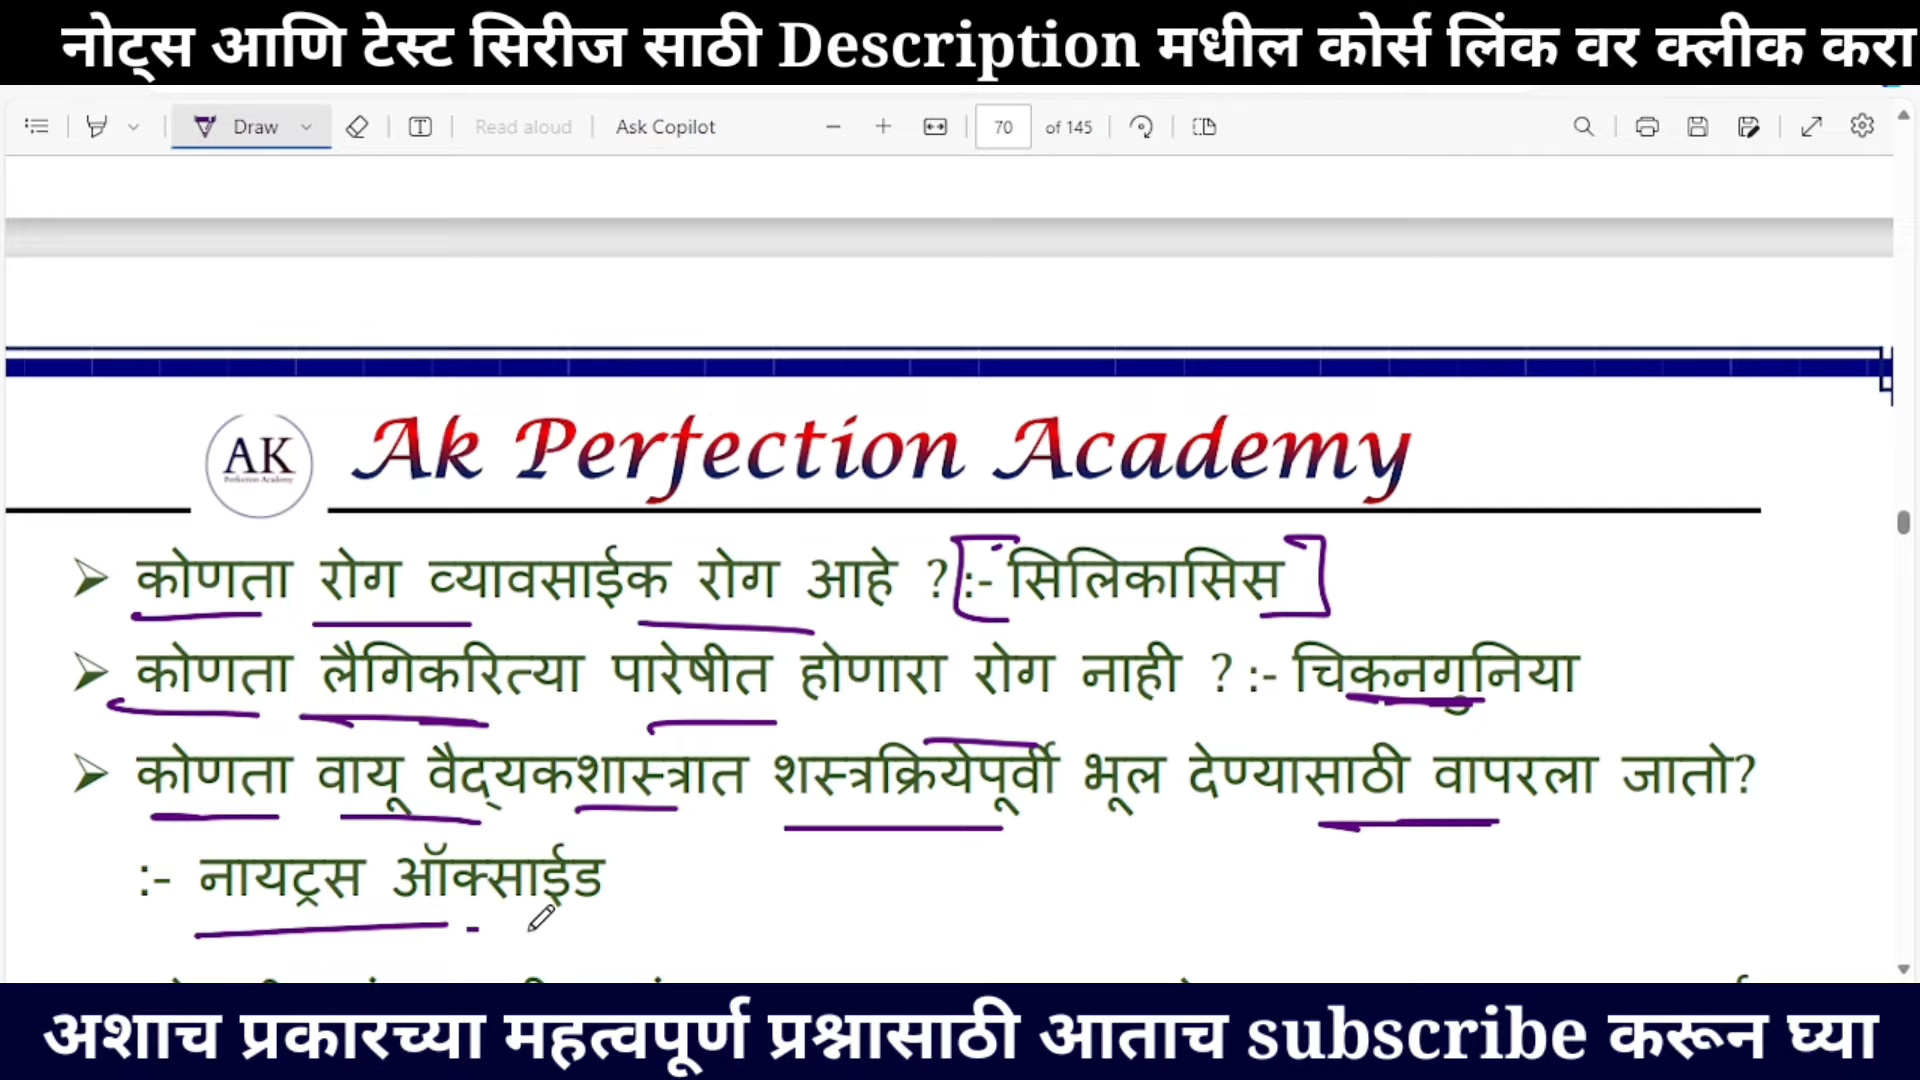 नोट्स आणि टेस्ट सिरीज साठी Description मधील कोर्स लिंक वर क्लीक करा
Draw Read aloud Ask Copilot 70 of 145
AK Ak Perfection Academy
Perfection Academy
➤ कोणता रोग व्यावसाईक रोग आहे ? :- सिलिकासिस
➤ कोणता लैगिकरित्या पारेषीत होणारा रोग नाही ? :- चिकनगुनिया
➤ कोणता वायू वैद्यकशास्त्रात शस्त्रक्रियेपूर्वी भूल देण्यासाठी वापरला जातो?
:- नायट्रस ऑक्साईड
अशाच प्रकारच्या महत्वपूर्ण प्रश्नासाठी आताच subscribe करून घ्या